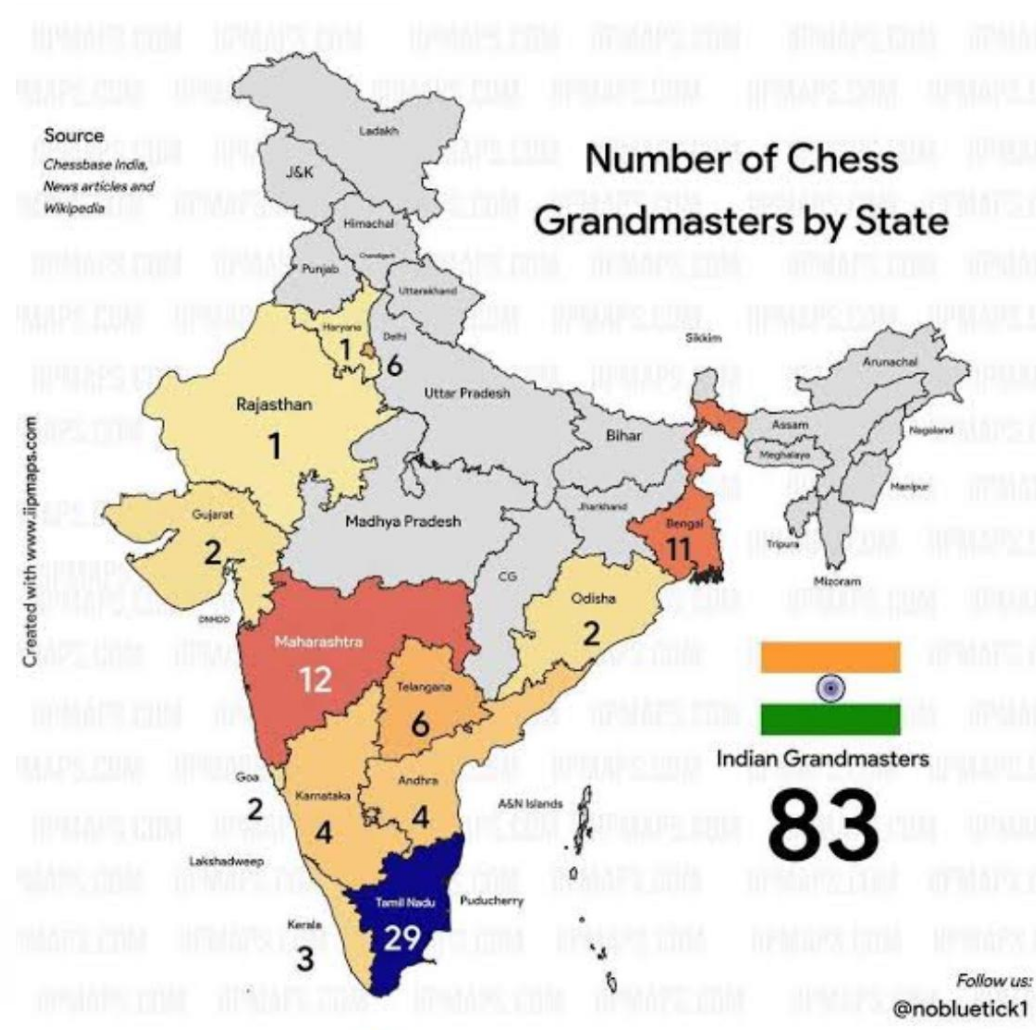 Number of Chess
Grandmasters by State
Source
Chessbase India,
News articles and
Wikipedia
Created with www.iipmaps.com
Ladakh
J&K
Himachal
Punjab
Uttarakhand
Haryana
1
Delhi
6
Rajasthan
1
Uttar Pradesh
Bihar
Sikkim
Arunachal
Assam
Nagaland
Meghalaya
Manipur
Tripura
Mizoram
Gujarat
2
Madhya Pradesh
Jharkhand
Bengal
11
CG
Odisha
2
DNHDD
Maharashtra
12
Telangana
6
Goa
2
Karnataka
4
Andhra
4
A&N Islands
Lakshadweep
Tamil Nadu
29
Puducherry
Kerala
3
Indian Grandmasters
83
Follow us:
@nobluetick1